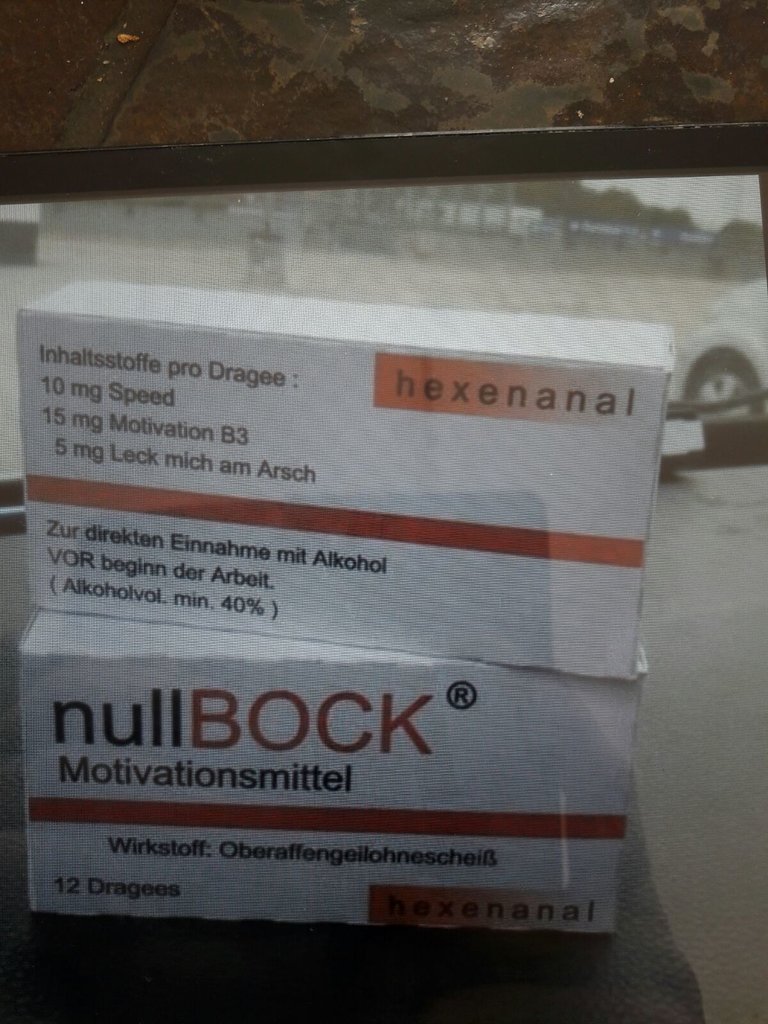 Inhaltsstoffe pro Dragee :
10 mg Speed
15 mg Motivation B3
5 mg Leck mich am Arsch
hexenanal
Zur direkten Einnahme mit Alkohol
VOR beginn der Arbeit.
( Alkoholvol. min. 40% )
nullBOCK®
Motivationsmittel
Wirkstoff: Oberaffengeilohnescheiß
12 Dragees
hexenanal